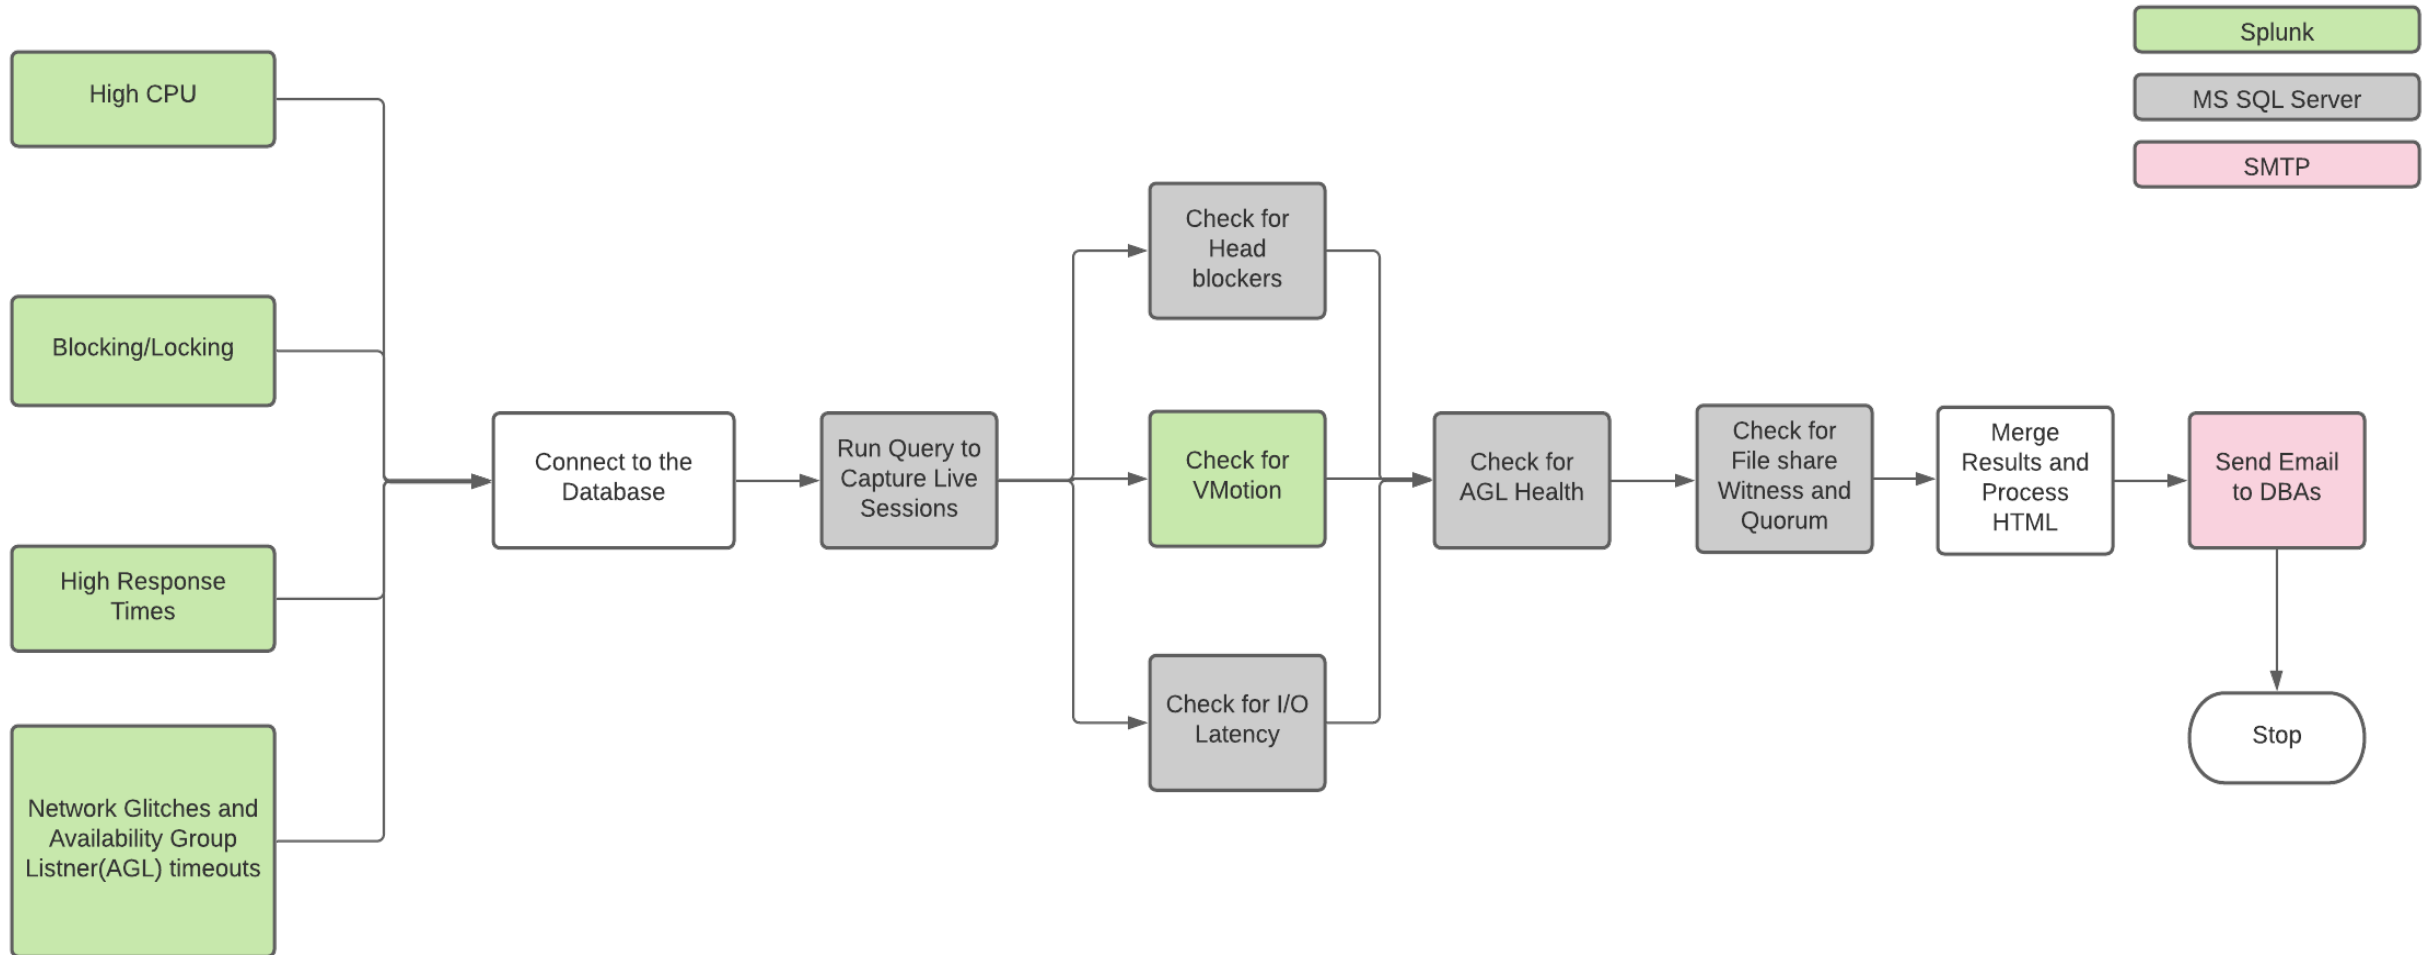 High CPU
Blocking/Locking
High Response
Times
Network Glitches and
Availability Group
Listner(AGL) timeouts
Connect to the
Database
Run Query to
Capture Live
Sessions
Check for
Head
blockers
Check for
VMotion
Check for I/O
Latency
Check for
AGL Health
Check for
File share
Witness and
Quorum
Merge
Results and
Process
HTML
Send Email
to DBAs
Stop
Splunk
MS SQL Server
SMTP